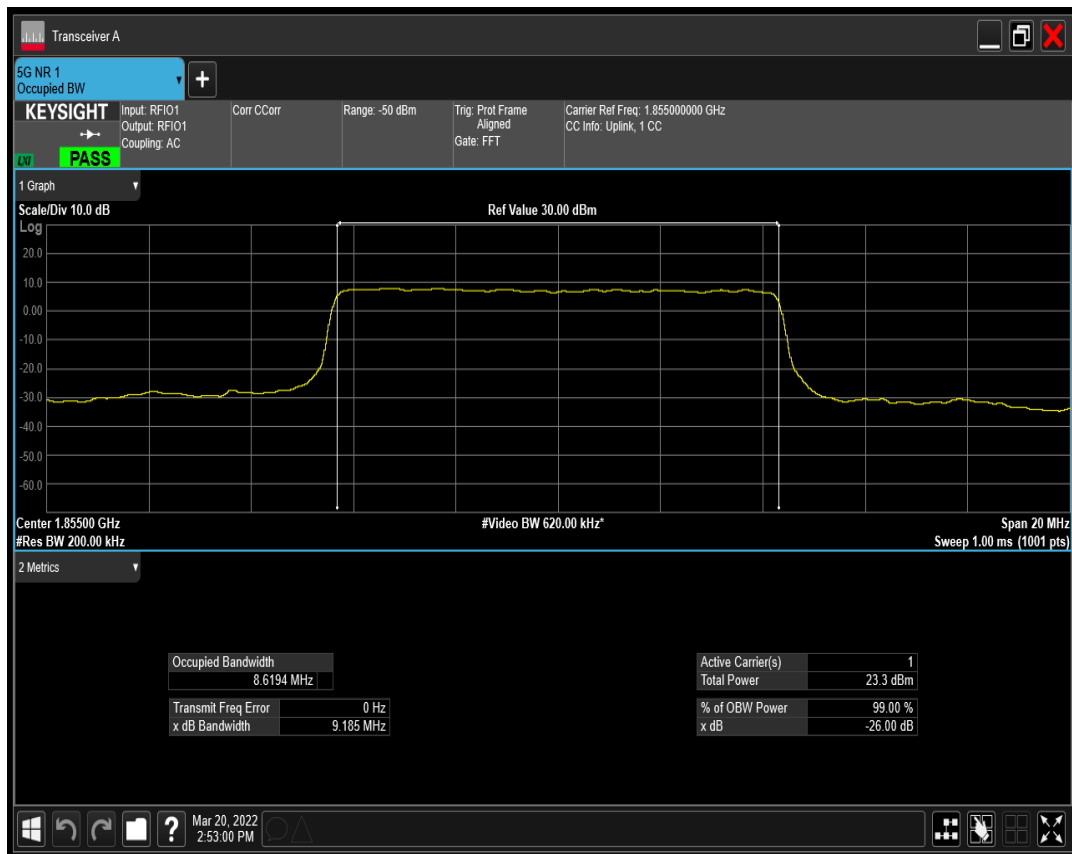 Transceiver A
5G NR 1
Occupied BW
KEYSIGHT
LXI
PASS
Input: RFIO1
Output: RFIO1
Coupling: AC
Corr CCorr
Range: -50 dBm
Trig: Prot Frame
Aligned
Gate: FFT
Carrier Ref Freq: 1.855000000 GHz
CC Info: Uplink, 1 CC
1 Graph
Scale/Div 10.0 dB
Ref Value 30.00 dBm
Log
20.0
10.0
0.00
-10.0
-20.0
-30.0
-40.0
-50.0
-60.0
Center 1.85500 GHz
#Video BW 620.00 kHz*
Span 20 MHz
#Res BW 200.00 kHz
Sweep 1.00 ms (1001 pts)
2 Metrics
Occupied Bandwidth
8.6194 MHz
Transmit Freq Error 0 Hz
x dB Bandwidth 9.185 MHz
Active Carrier(s) 1
Total Power 23.3 dBm
% of OBW Power 99.00 %
x dB -26.00 dB
?
Mar 20, 2022
2:53:00 PM